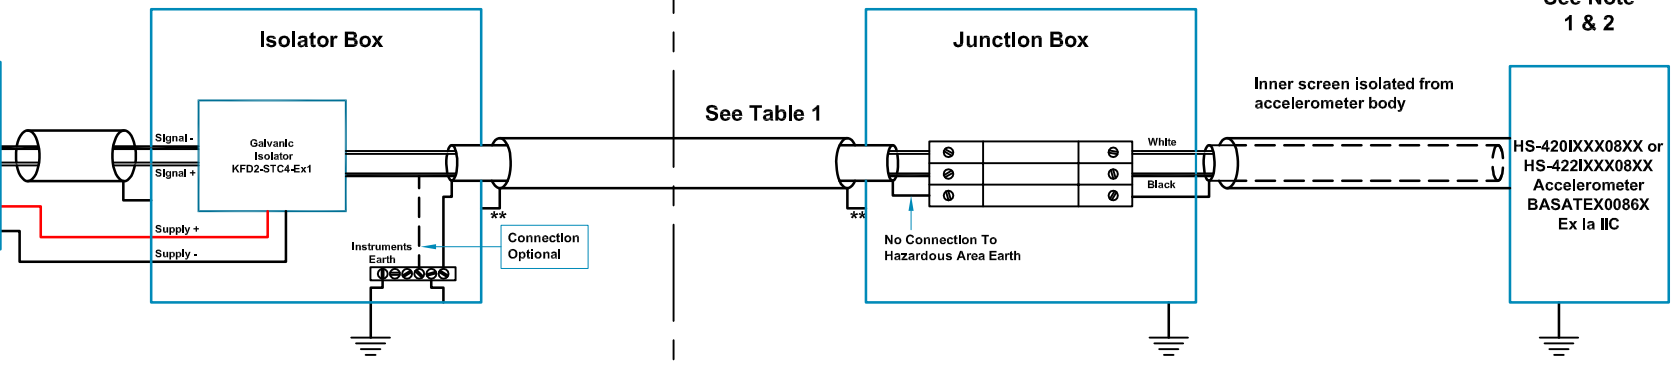 See Note
1 & 2
Isolator Box
Junction Box
See Table 1
Inner screen isolated from
accelerometer body
Signal -
Signal +
Supply +
Supply -
Galvanic
Isolator
KFD2-STC4-Ex1
Instruments
Earth
**
Connection
Optional
**
No Connection To
Hazardous Area Earth
White
Black
HS-420IXXX08XX or
HS-422IXXX08XX
Accelerometer
BASATEX0086X
Ex ia IIC